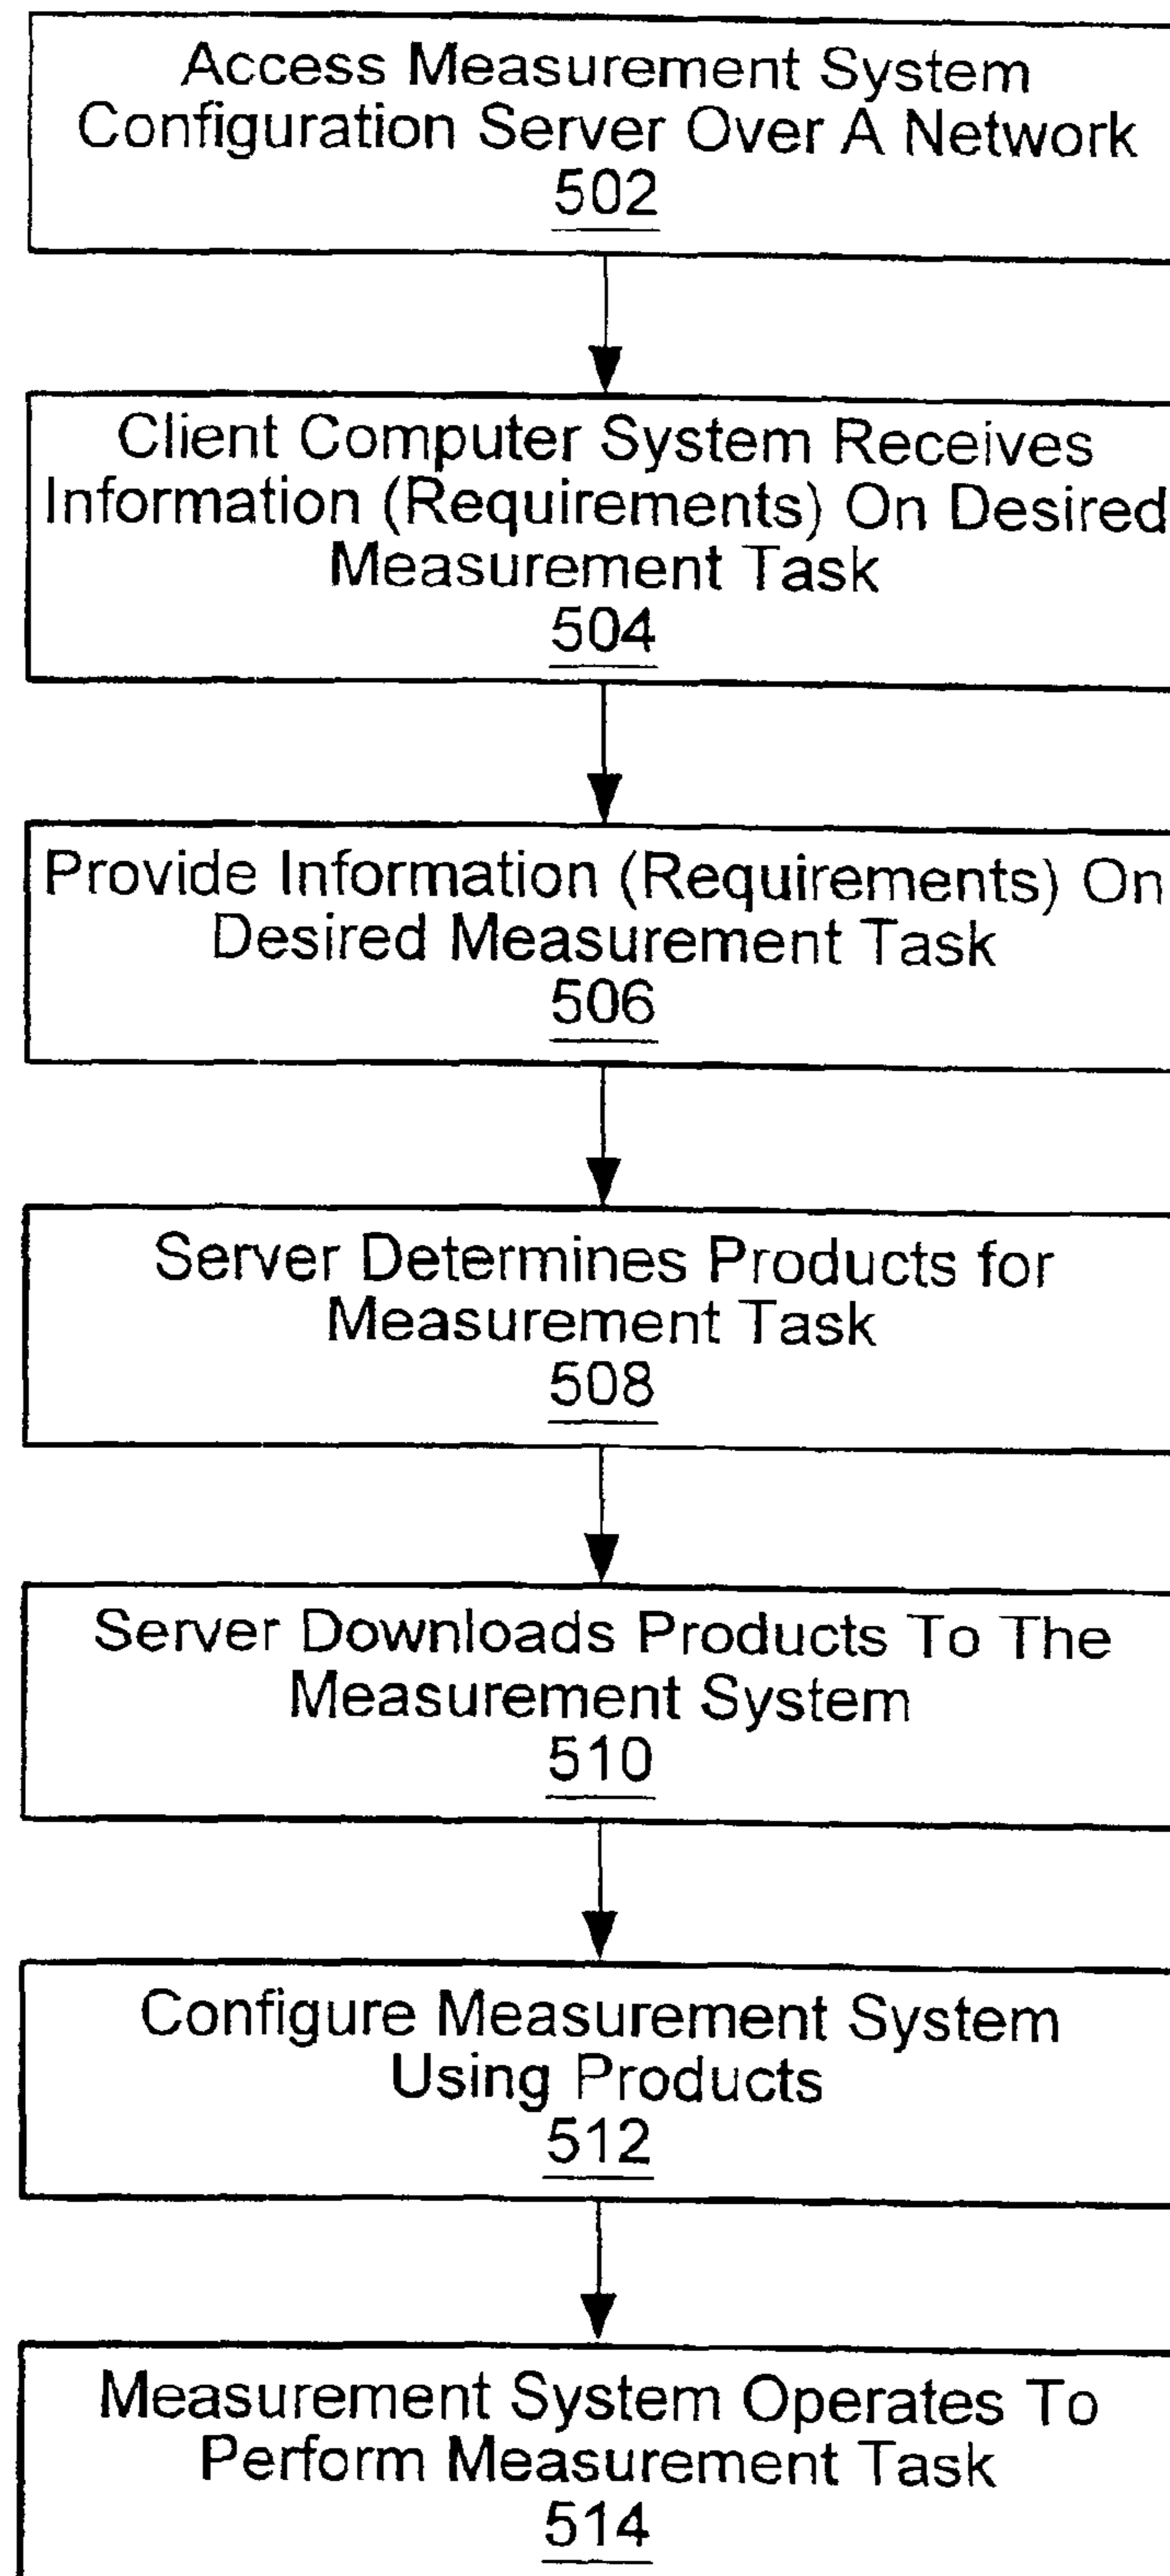 Access Measurement System
Configuration Server Over A Network
502
Client Computer System Receives
Information (Requirements) On Desired
Measurement Task
504
Provide Information (Requirements) On
Desired Measurement Task
506
Server Determines Products for
Measurement Task
508
Server Downloads Products To The
Measurement System
510
Configure Measurement System
Using Products
512
Measurement System Operates To
Perform Measurement Task
514